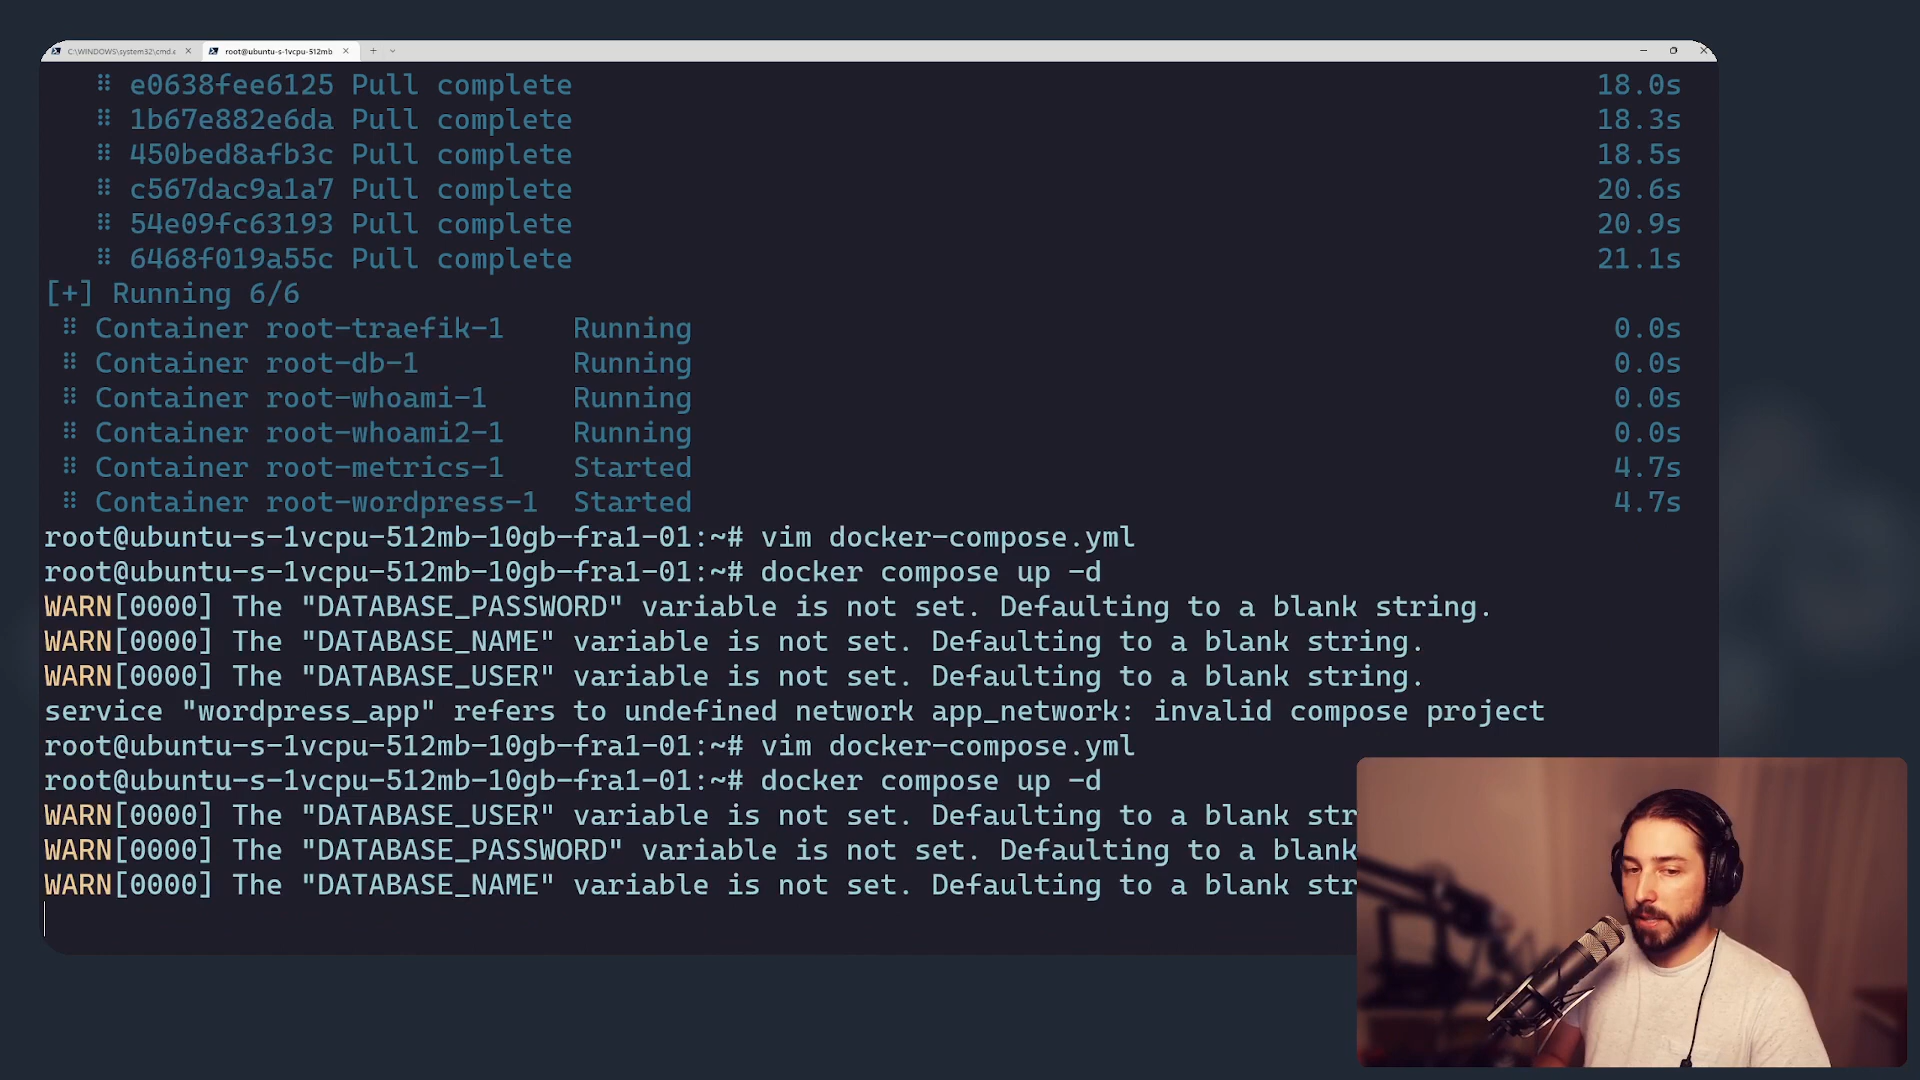 C:\WINDOWS\system32\cmd.e
root@ubuntu-s-1vcpu-512mb
e0638fee6125 Pull complete 18.0s
1b67e882e6da Pull complete 18.3s
450bed8afb3c Pull complete 18.5s
c567dac9a1a7 Pull complete 20.6s
54e09fc63193 Pull complete 20.9s
6468f019a55c Pull complete 21.1s
[+] Running 6/6
Container root-traefik-1 Running 0.0s
Container root-db-1 Running 0.0s
Container root-whoami-1 Running 0.0s
Container root-whoami2-1 Running 0.0s
Container root-metrics-1 Started 4.7s
Container root-wordpress-1 Started 4.7s
root@ubuntu-s-1vcpu-512mb-10gb-fra1-01:~# vim docker-compose.yml
root@ubuntu-s-1vcpu-512mb-10gb-fra1-01:~# docker compose up -d
WARN[0000] The "DATABASE_PASSWORD" variable is not set. Defaulting to a blank string.
WARN[0000] The "DATABASE_NAME" variable is not set. Defaulting to a blank string.
WARN[0000] The "DATABASE_USER" variable is not set. Defaulting to a blank string.
service "wordpress_app" refers to undefined network app_network: invalid compose project
root@ubuntu-s-1vcpu-512mb-10gb-fra1-01:~# vim docker-compose.yml
root@ubuntu-s-1vcpu-512mb-10gb-fra1-01:~# docker compose up -d
WARN[0000] The "DATABASE_USER" variable is not set. Defaulting to a blank str
WARN[0000] The "DATABASE_PASSWORD" variable is not set. Defaulting to a blank
WARN[0000] The "DATABASE_NAME" variable is not set. Defaulting to a blank str